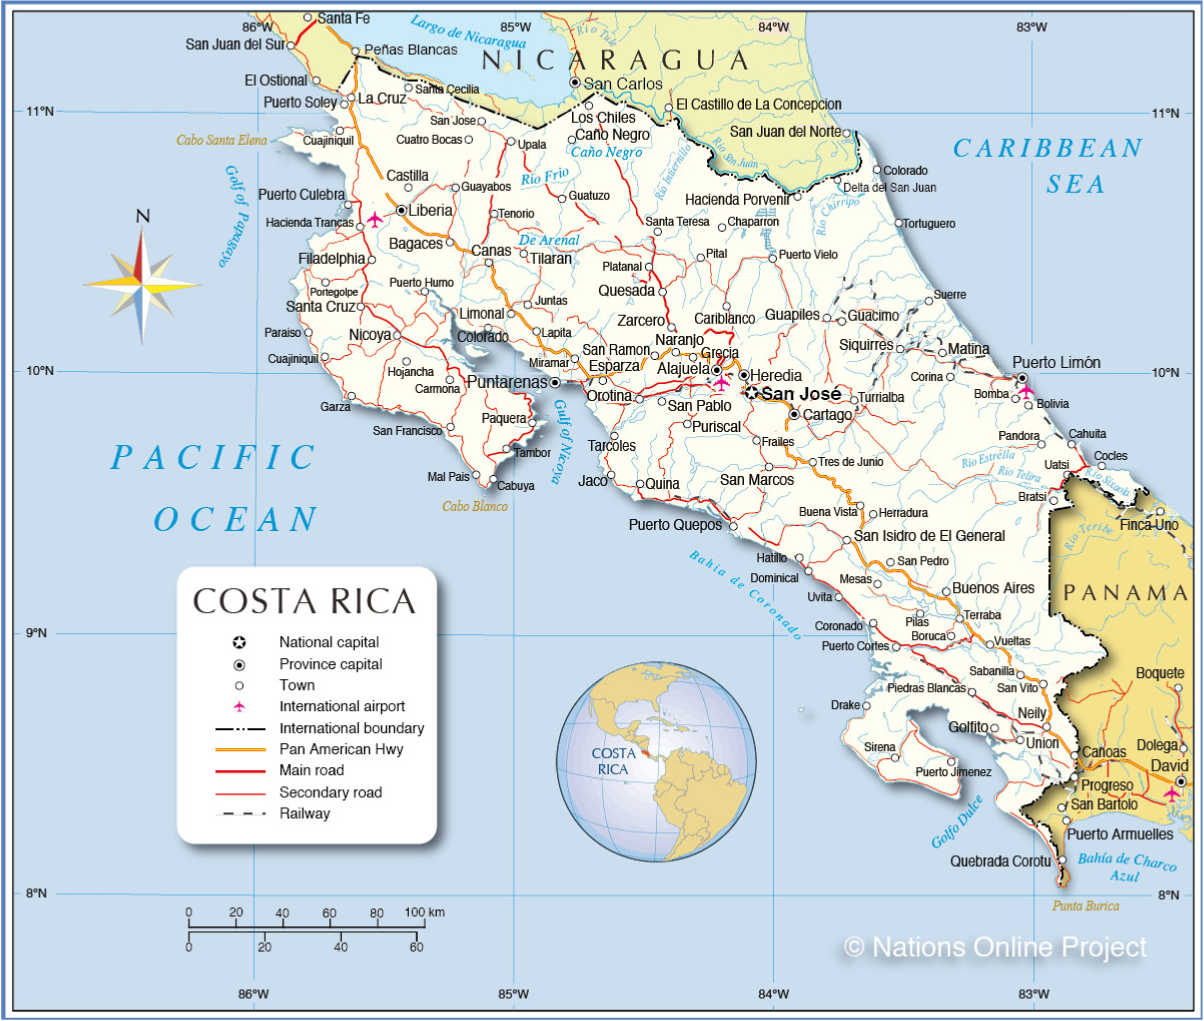 86°W
Santa Fe
85°W
84°W
83°W
Largo de Nicaragua
Rio Tule
San Juan del Sur
Peñas Blancas
NICARAGUA
El Ostional
Santa Cecilia
San Carlos
Puerto Soley
La Cruz
11°N
11°N
El Castillo de La Concepcion
San Jose
Los Chiles
Cabo Santa Elena
Cuajiniquil
Cuatro Bocas
Upala
Caño Negro
Caño Negro
San Juan del Norte
Rio San Juan
CARIBBEAN
SEA
Golf of Papagayo
Castilla
Rio Frio
Colorado
Puerto Culebra
Guayabos
Guatuzo
Hacienda Porvenir
Delta del San Juan
Rio Chirripo
N
Liberia
Tenorio
Hacienda Trancas
Santa Teresa
Chaparron
Tortuguero
Bagaces
De Arenal
Canas
Tilaran
Pital
Puerto Vielo
Filadelphia
Platanal
Portegolpe
Puerto Humo
Quesada
Suerre
Santa Cruz
Juntas
Limonal
Cariblanco
Guapiles
Guacimo
Paraiso
Nicoya
Colorado
Lapita
Zarcero
Naranjo
Siquirres
Matina
Cuajiniquil
San Ramon
Grecia
Miramar
Esparza
Alajuela
Heredia
Puerto Limón
10°N
10°N
Hojancha
Carmona
Puntarenas
Corina
Bomba
Bolivia
Orotina
San José
Turrialba
Garza
San Pablo
Cartago
Paquera
Gulf of Nicoya
Puriscal
San Francisco
Tarcoles
Frailes
Pandora
Cahuita
PACIFIC
OCEAN
Tambor
Tres de Junio
Rio Estrella
Uatsi
Cocles
Mal Pais
Cabuya
Jaco
Quina
San Marcos
Rio Telira
Rio Sixaola
Cabo Blanco
Bratsi
Puerto Quepos
Buena Vista
Herradura
Finca-Uno
San Isidro de El General
Rio Teribe
Bahia de Coronado
Hatillo
San Pedro
Dominical
Mesas
Buenos Aires
PANAMA
Uvita
Coronado
Pilas
Terraba
Boruca
Puerto Cortes
Vueltas
Sabanilla
Boquete
Piedras Blancas
San Vito
Drake
Neily
Golfito
Union
Sirena
Canoas
Dolega
David
Puerto Jimenez
Progreso
San Bartolo
Golfo Dulce
Puerto Armuelles
Quebrada Corotu
Bahía de Charco
Azul
Punta Burica
COSTA RICA
National capital
Province capital
Town
International airport
International boundary
Pan American Hwy
Main road
Secondary road
Railway
COSTA
RICA
9°N
8°N
8°N
0 20 40 60 80 100 km
0 20 40 60
© Nations Online Project
86°W
85°W
84°W
83°W